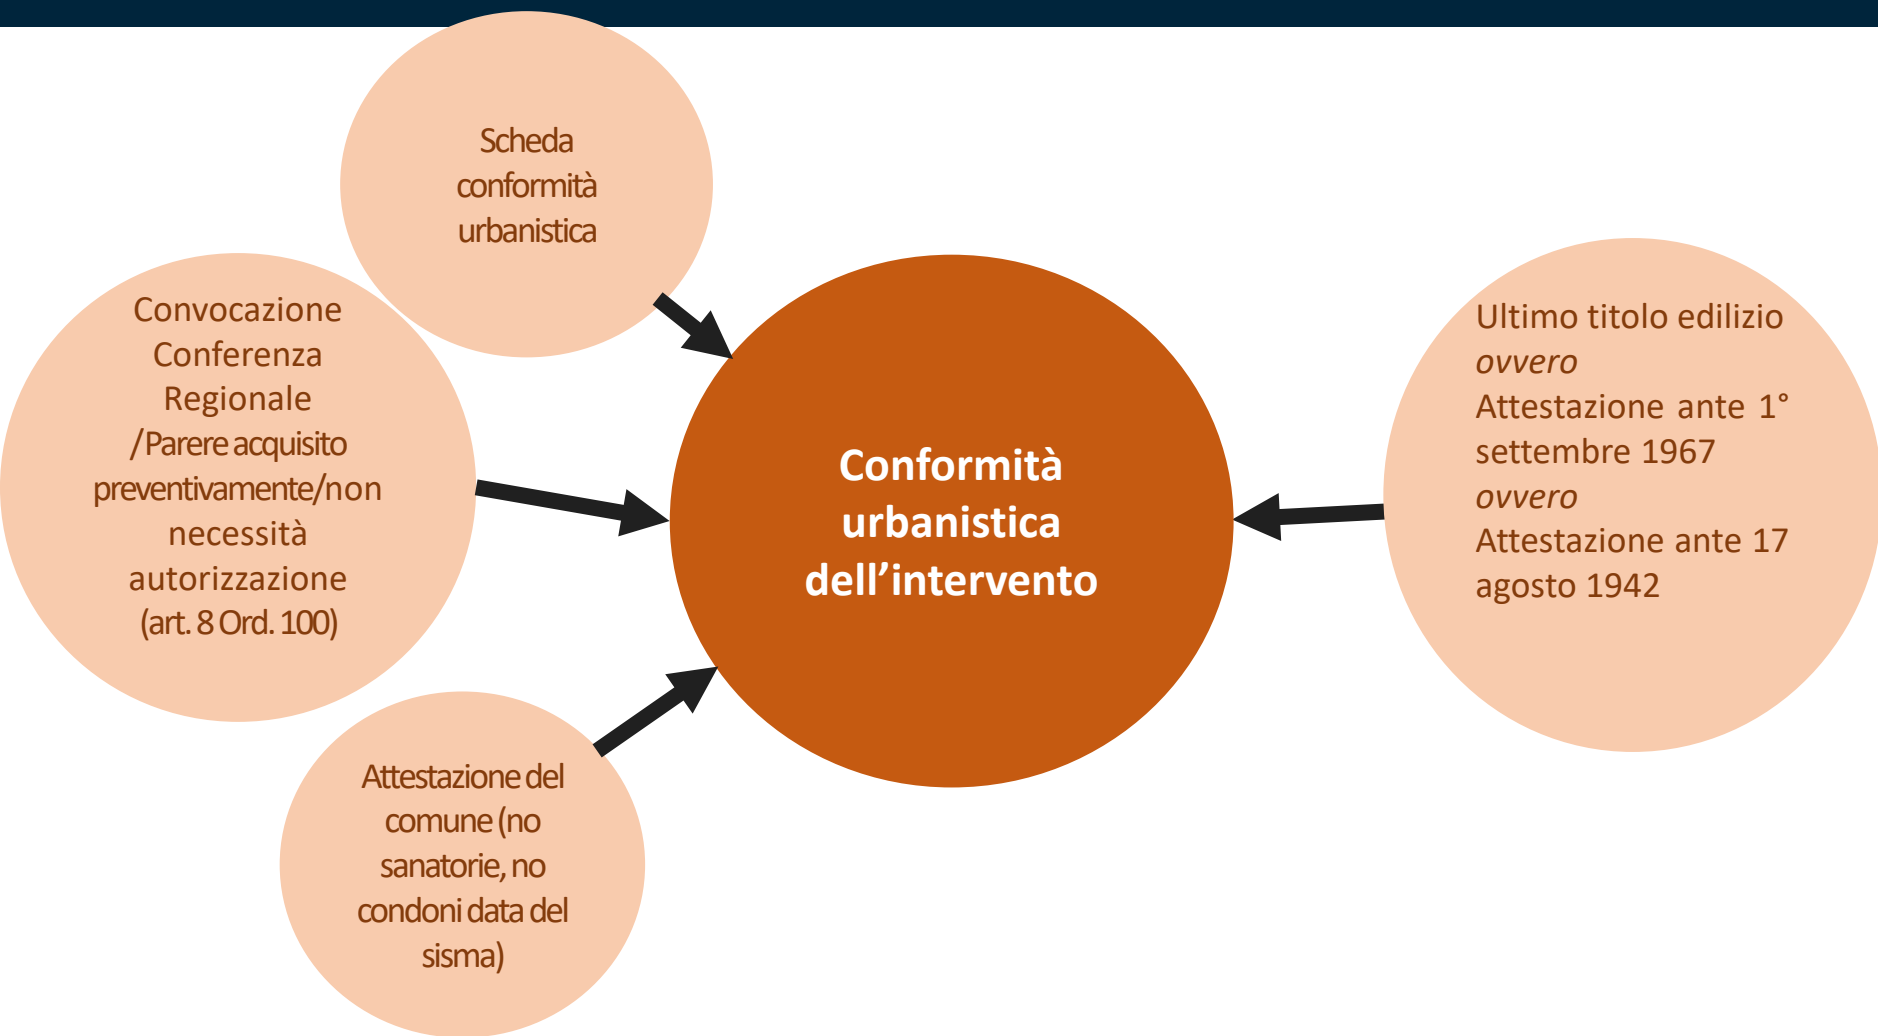 Scheda
conformità
urbanistica
Convocazione
Conferenza
Regionale
/Parere acquisito
preventivamente/non
necessità
autorizzazione
(art. 8 Ord. 100)
Attestazione del
comune (no
sanatorie, no
condoni data del
sisma)
Conformità
urbanistica
dell’intervento
Ultimo titolo edilizio
ovvero
Attestazione ante 1°
settembre 1967
ovvero
Attestazione ante 17
agosto 1942